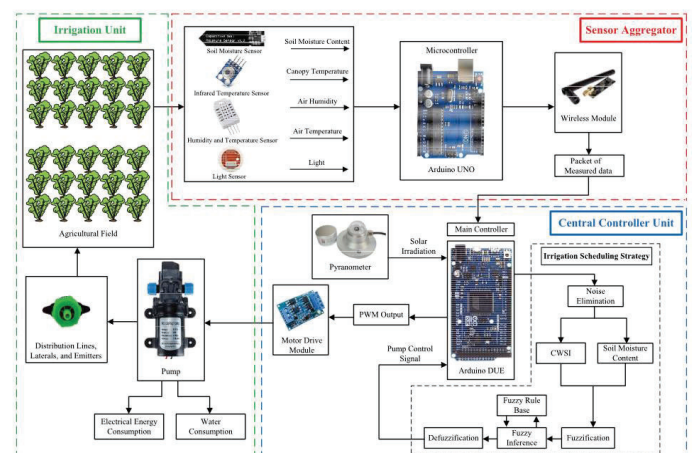 Irrigation Unit
Agricultural Field
Distribution Lines,
Laterals, and Emitters
Pump
Electrical Energy
Consumption
Water
Consumption
Sensor Aggregator
Soil Moisture Sensor
Infrared Temperature Sensor
Humidity and Temperature Sensor
Light Sensor
Soil Moisture Content
Canopy Temperature
Air Humidity
Air Temperature
Light
Microcontroller
Arduino UNO
Wireless Module
Packet of
Measured data
Central Controller Unit
Main Controller
Pyranometer
Solar
Irradiation
Arduino DUE
PWM Output
Motor Drive
Module
Pump Control
Signal
Irrigation Scheduling Strategy
Noise
Elimination
CWSI
Soil Moisture
Content
Fuzzification
Fuzzy Rule
Base
Fuzzy
Inference
Defuzzification